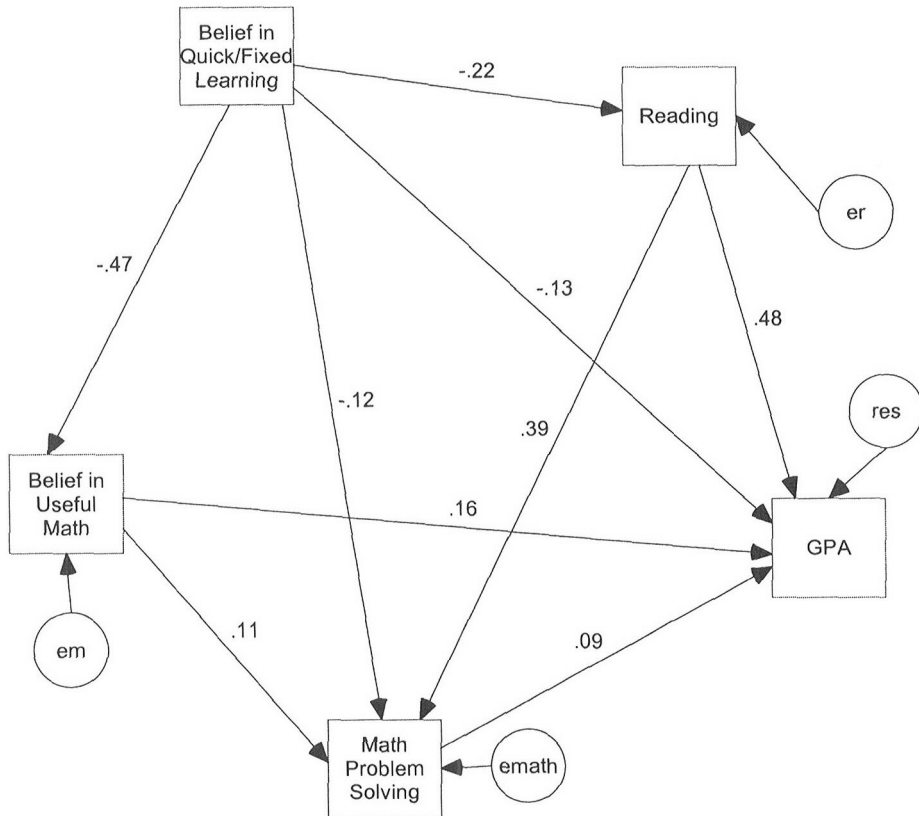 Belief in
Quick/Fixed
Learning
-.22
Reading
er
-.47
-.13
.48
-.12
.39
res
Belief in
Useful
Math
.16
GPA
em
.11
.09
Math
Problem
Solving
emath